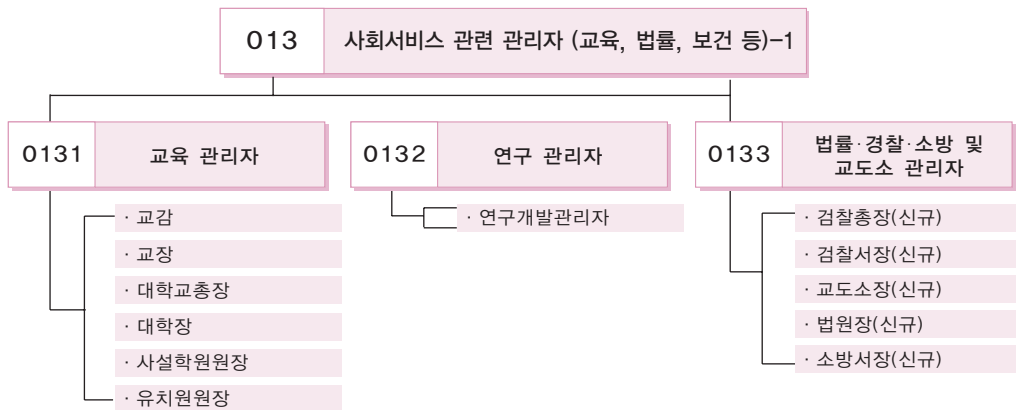 013 사회서비스 관련 관리자 (교육, 법률, 보건 등)-1
0131 교육 관리자
· 교감
· 교장
· 대학교총장
· 대학장
· 사설학원원장
· 유치원원장
0132 연구 관리자
· 연구개발관리자
0133 법률·경찰·소방 및
교도소 관리자
· 검찰총장(신규)
· 검찰서장(신규)
· 교도소장(신규)
· 법원장(신규)
· 소방서장(신규)